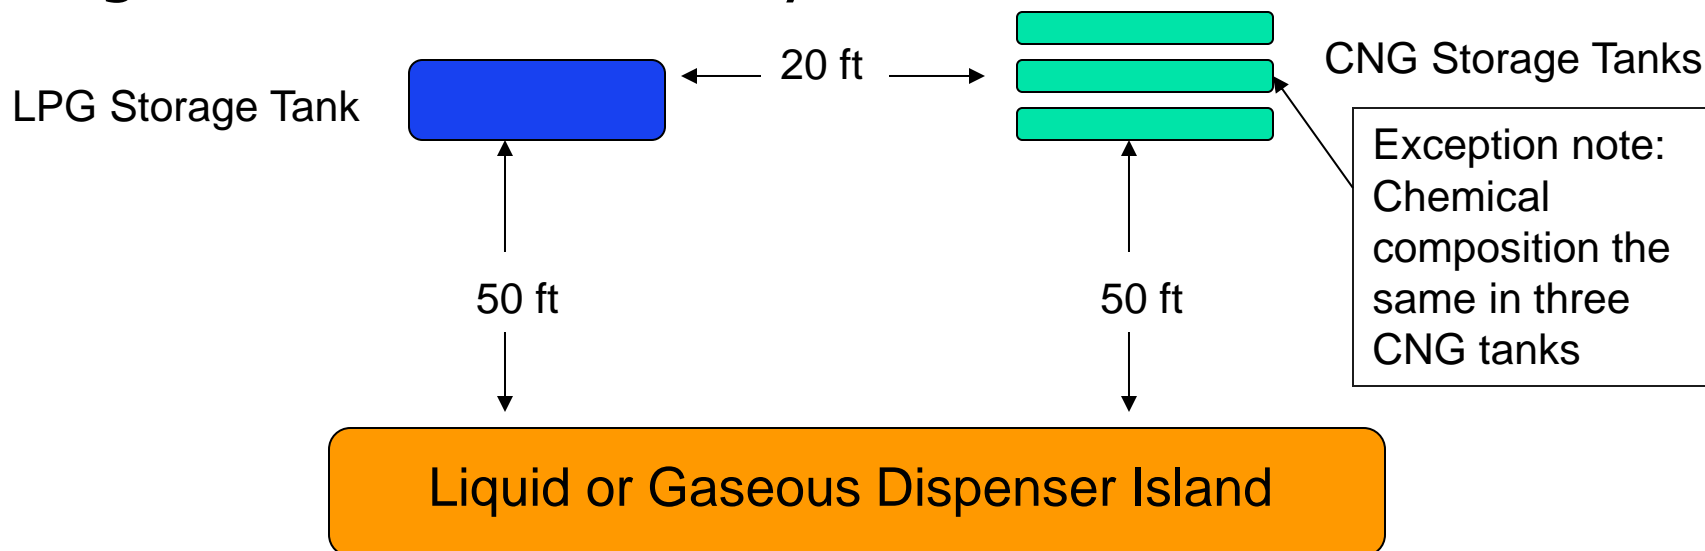 20 ft
CNG Storage Tanks
LPG Storage Tank
Exception note:
Chemical
composition the
same in three
CNG tanks
50 ft
50 ft
Liquid or Gaseous Dispenser Island